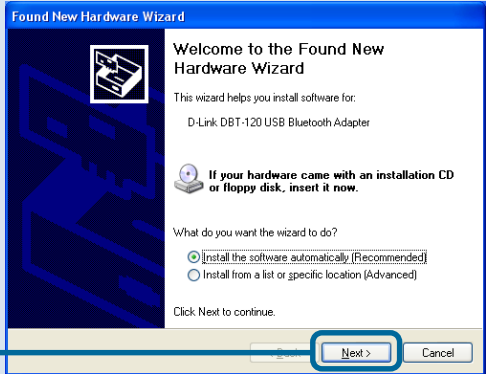 Found New Hardware Wizard
Welcome to the Found New
Hardware Wizard
This wizard helps you install software for:
D-Link DBT-120 USB Bluetooth Adapter
If your hardware came with an installation CD
or floppy disk, insert it now.
What do you want the wizard to do?
Install the software automatically (Recommended)
Install from a list or specific location (Advanced)
Click Next to continue.
Next > Cancel